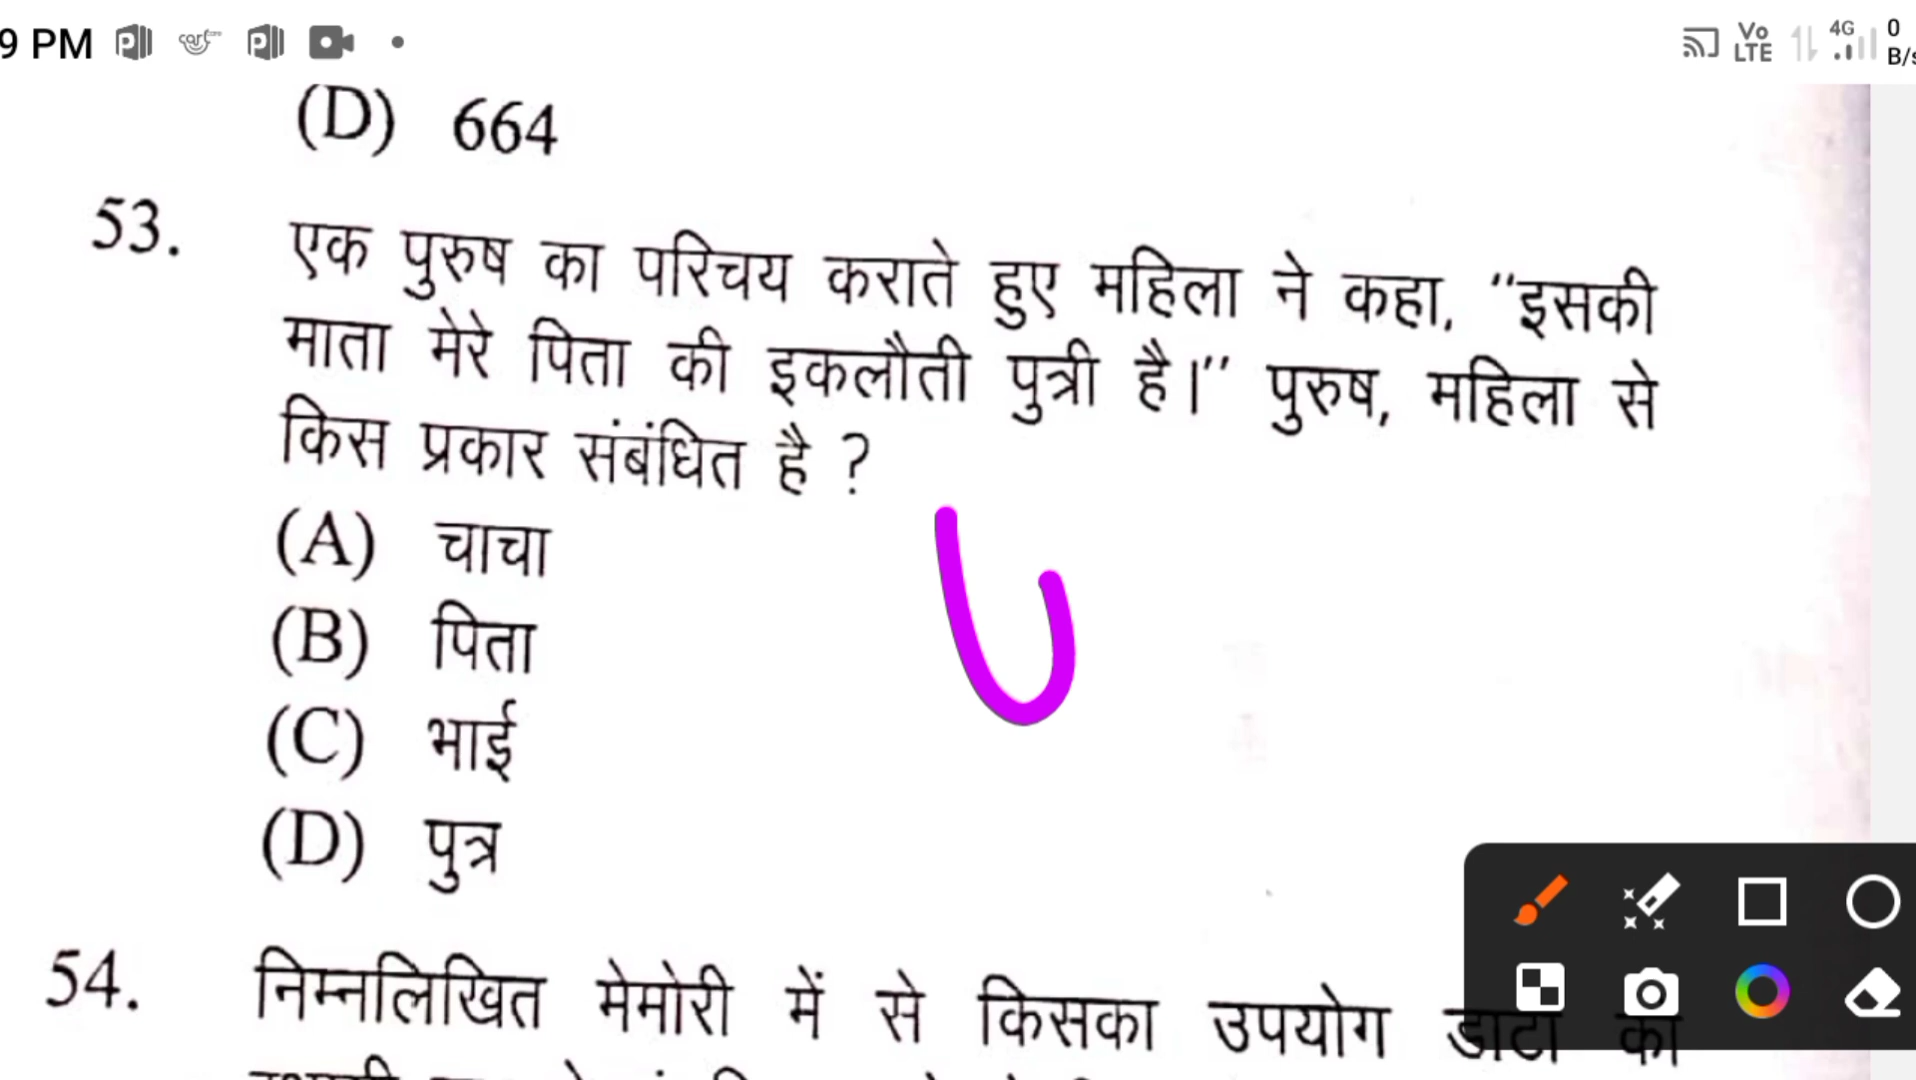 9 PM
Vo LTE 4G 0 B/s
(D) 664
53. एक पुरुष का परिचय कराते हुए महिला ने कहा, “इसकी
माता मेरे पिता की इकलौती पुत्री है।” पुरुष, महिला से
किस प्रकार संबंधित है ?
(A) चाचा
(B) पिता
(C) भाई
(D) पुत्र
54. निम्नलिखित मेमोरी में से किसका उपयोग डाटा का